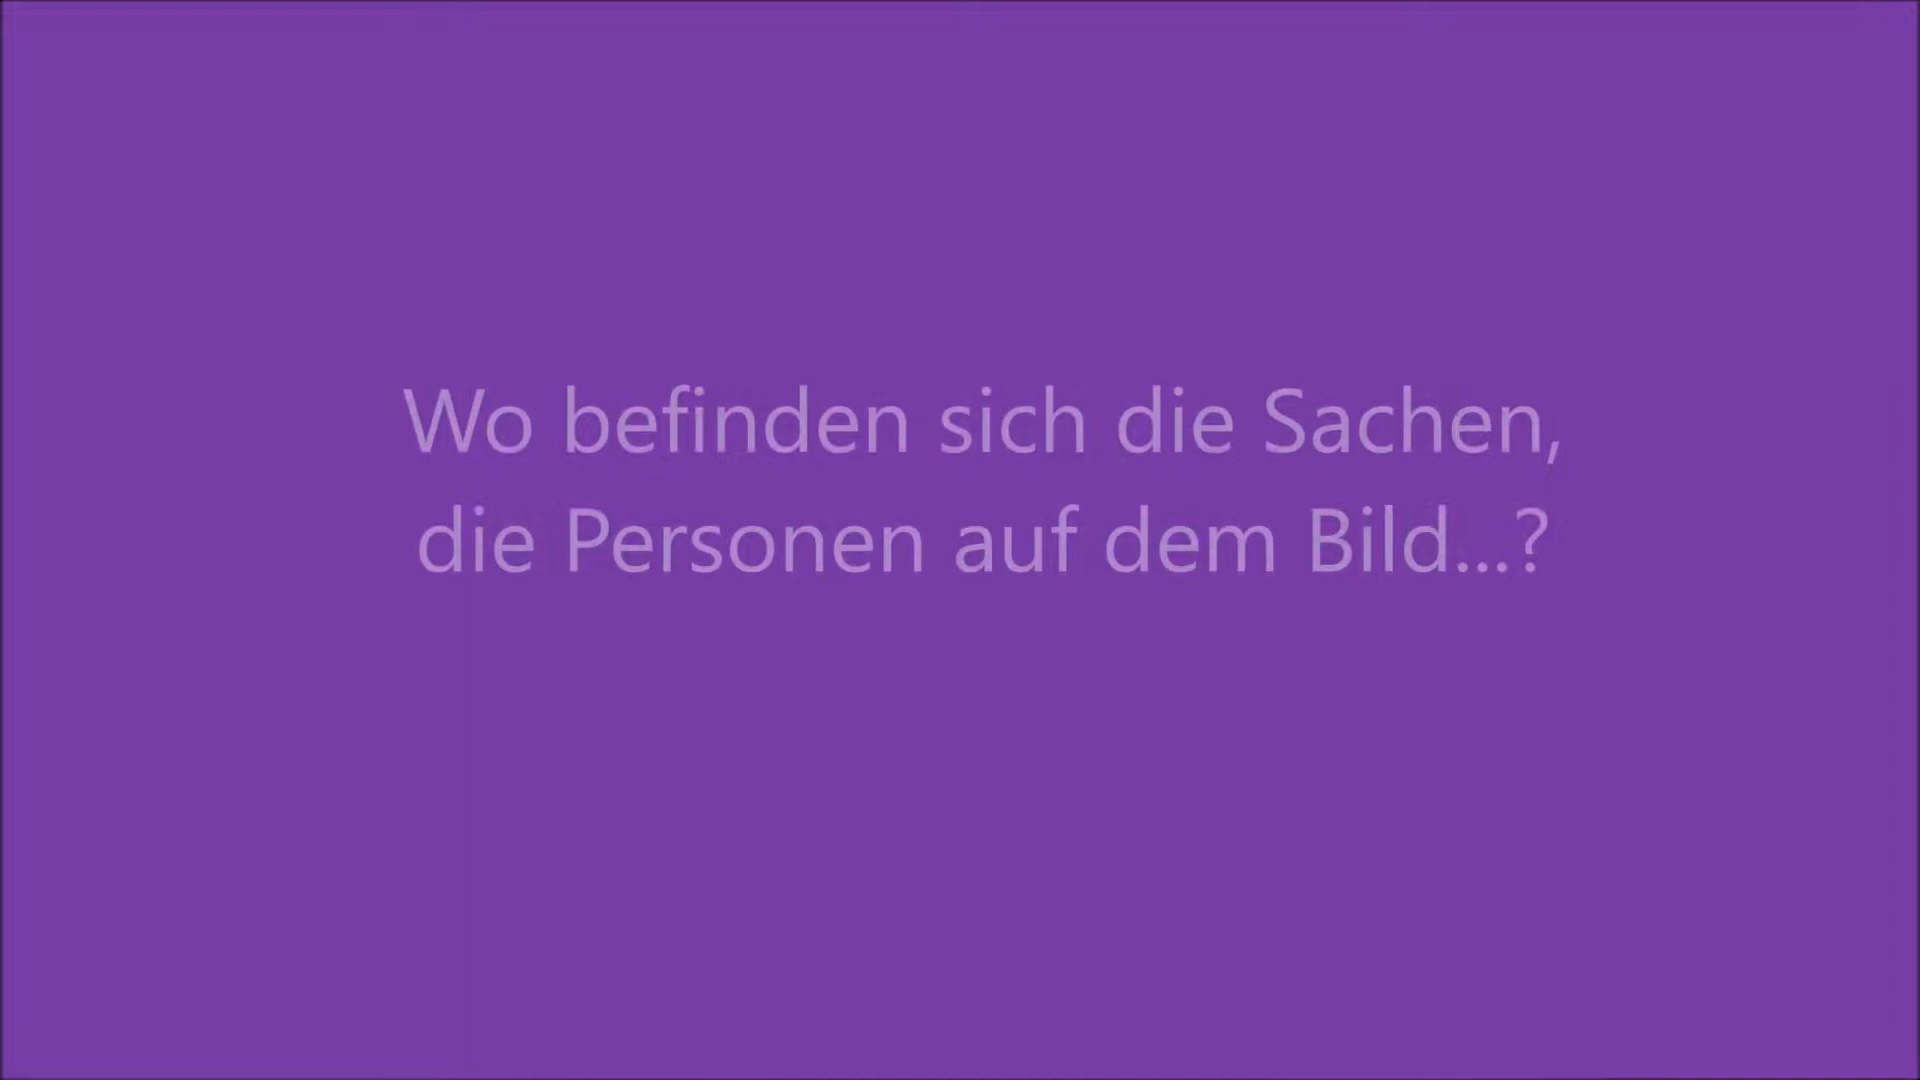 Wo befinden sich die Sachen,
die Personen auf dem Bild...?